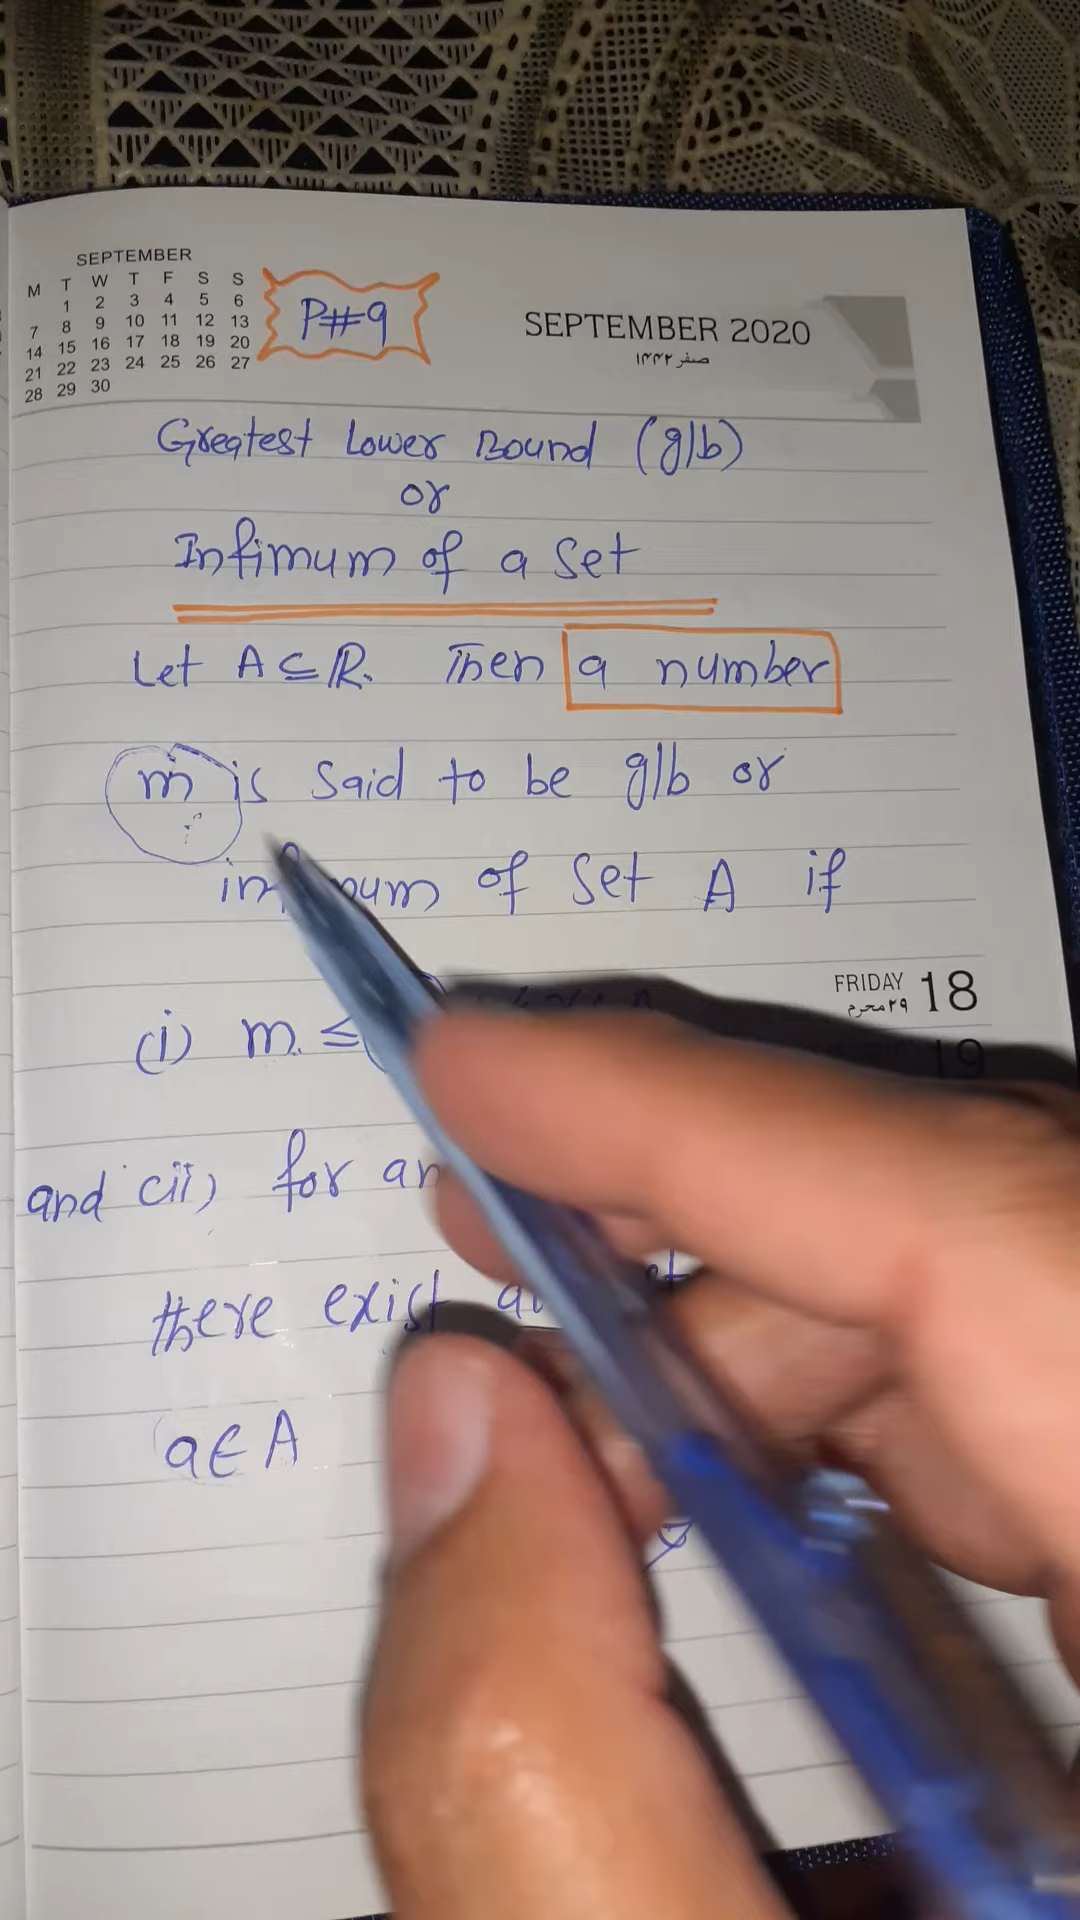 SEPTEMBER
M T W T F S S
1 2 3 4 5 6
7 8 9 10 11 12 13
14 15 16 17 18 19 20
21 22 23 24 25 26 27
28 29 30
P#9
SEPTEMBER 2020
صفر ۱۴۴۲
Greatest Lower Bound (glb)
or
Infimum of a set
Let A ⊆ R. Then a number
m is said to be glb or
of set A if
FRIDAY 18
۲۹ محرم
(i) m ≤
19
and (ii) for
there exist
a ∈ A